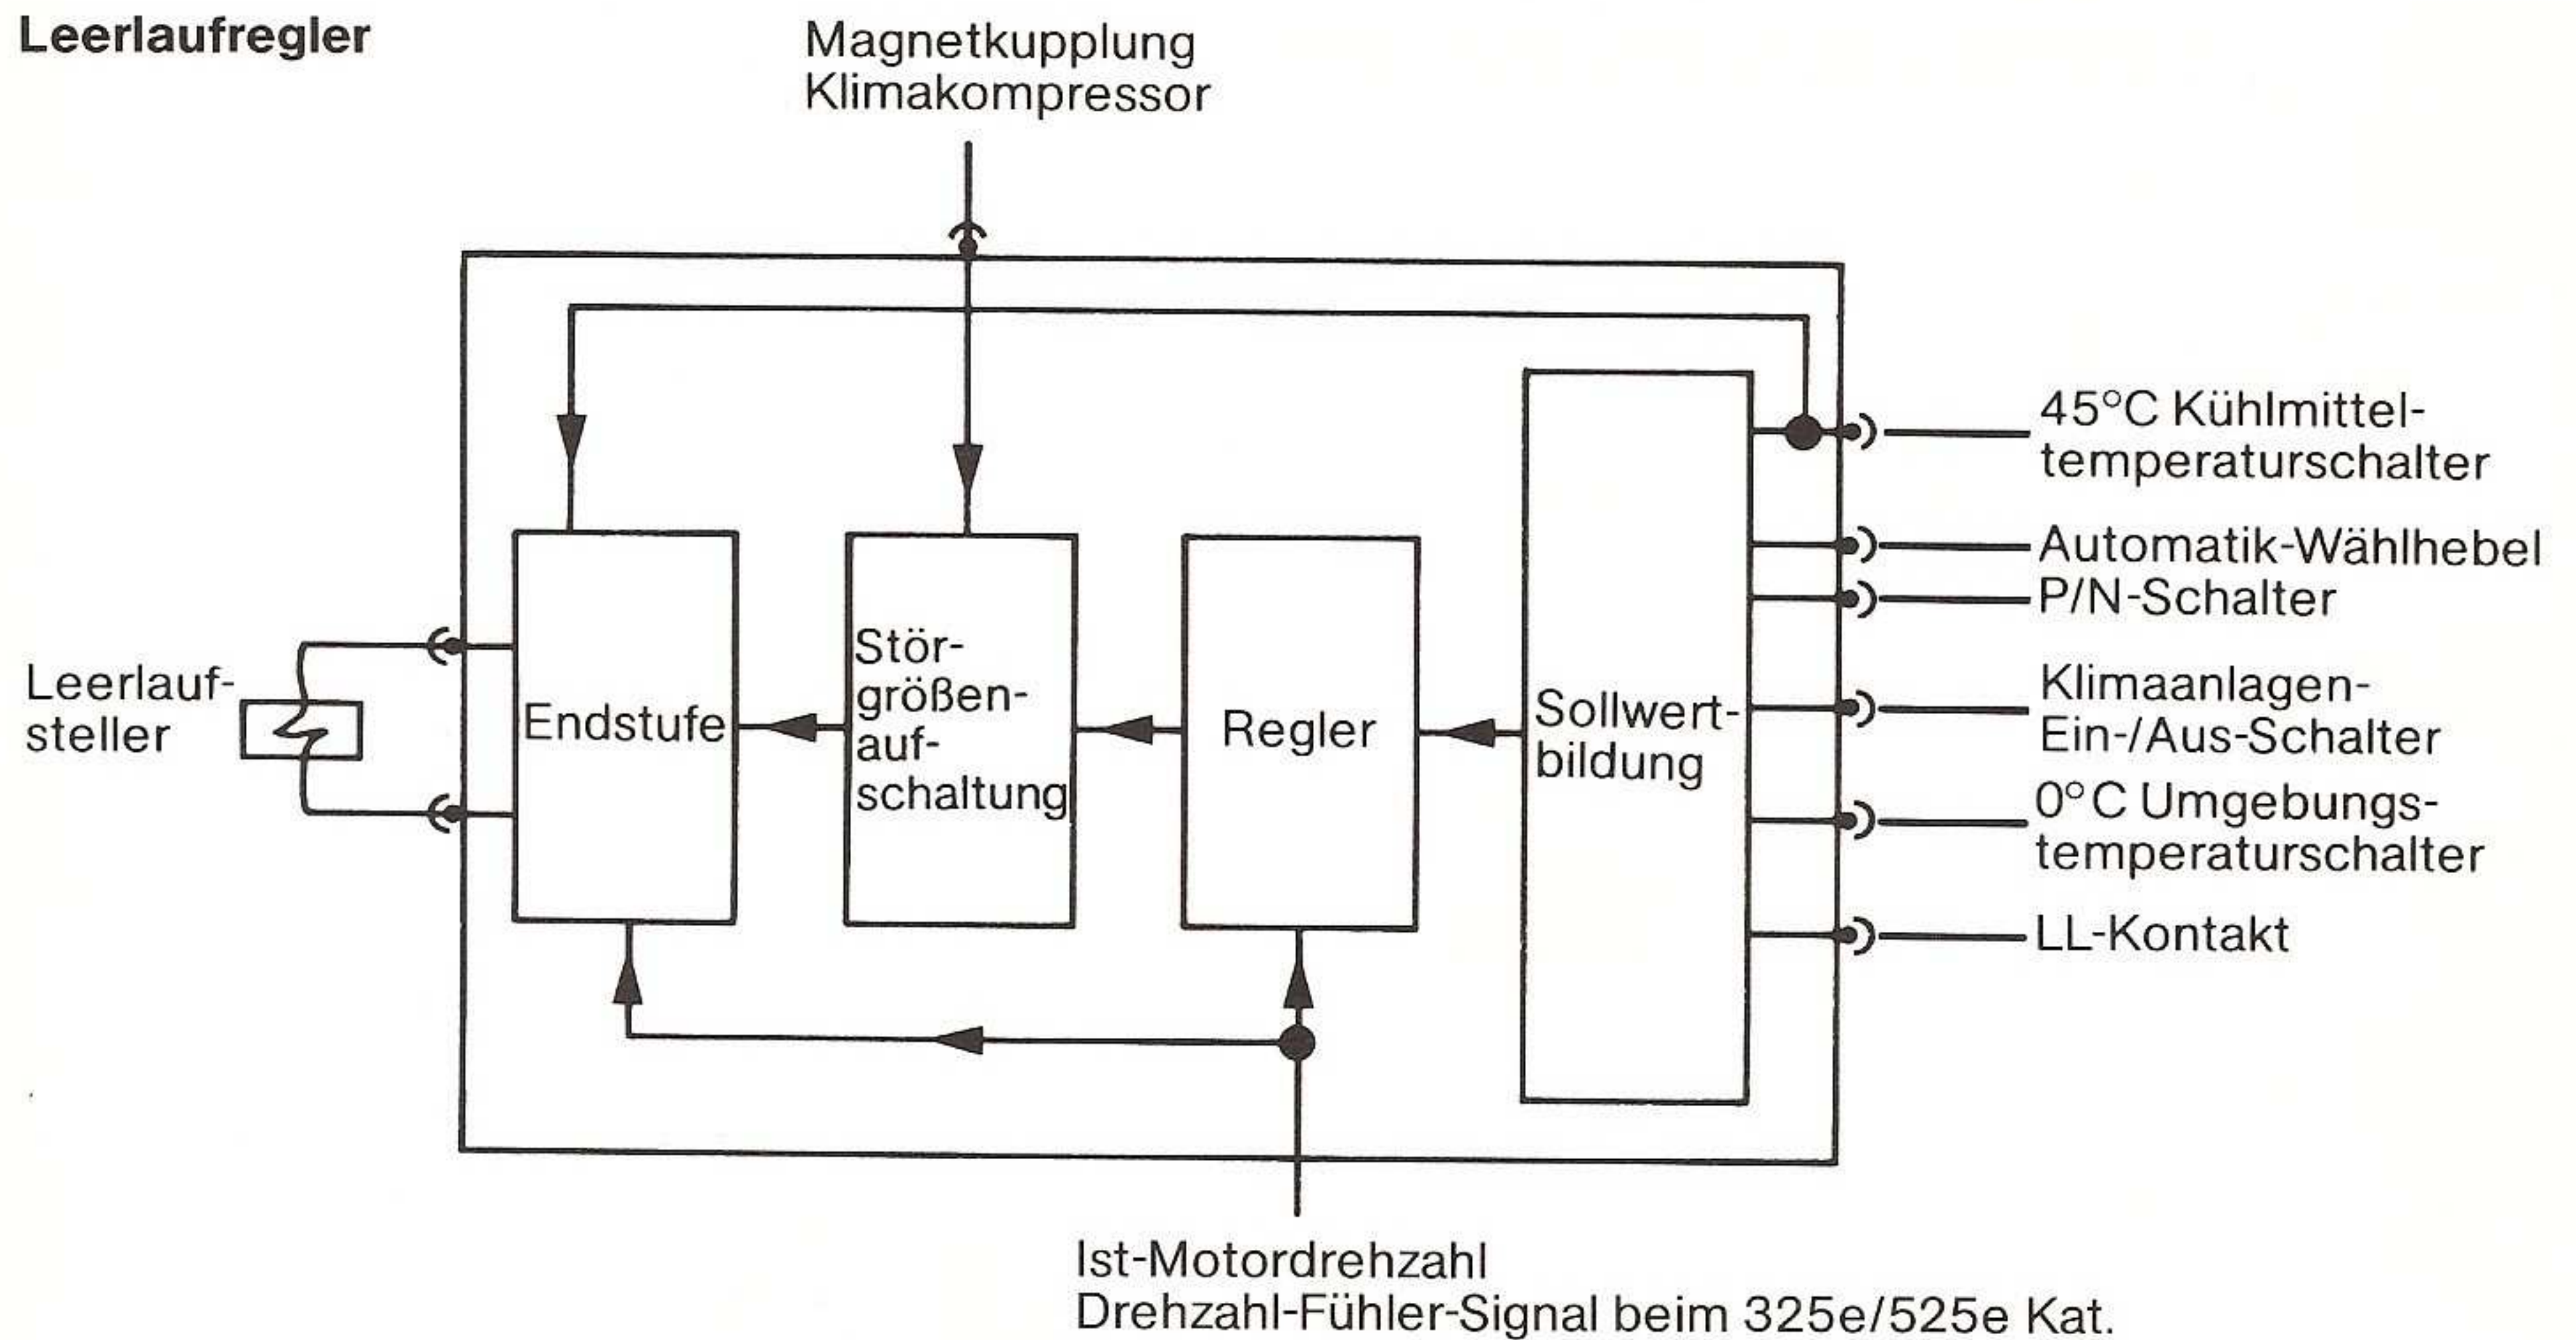 Leerlaufregler
Magnetkupplung
Klimakompressor
45°C Kühlmittel-
temperaturschalter
Automatik-Wählhebel
P/N-Schalter
Klimaanlagen-
Ein-/Aus-Schalter
0°C Umgebungs-
temperaturschalter
LL-Kontakt
Leerlauf-
steller
Endstufe
Stör-
größen-
auf-
schaltung
Regler
Sollwert-
bildung
Ist-Motordrehzahl
Drehzahl-Fühler-Signal beim 325e/525e Kat.